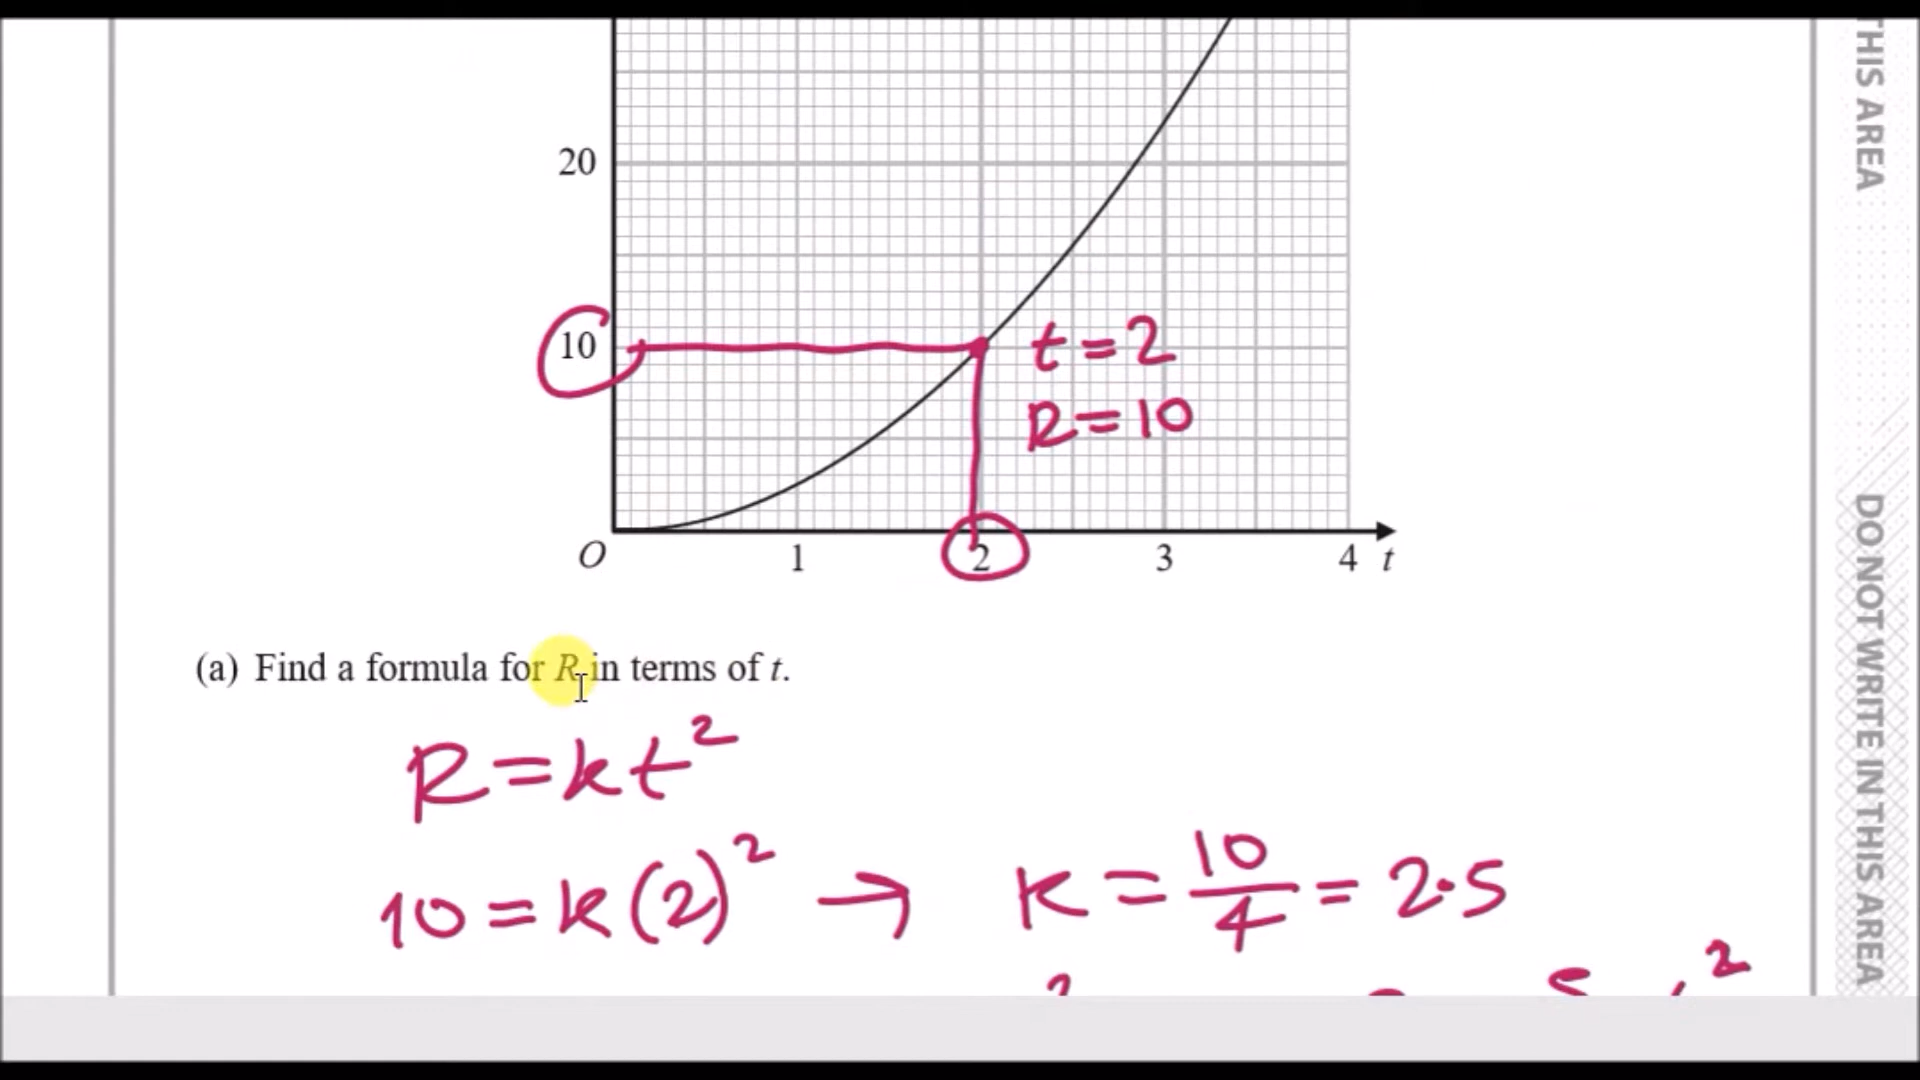 20
10
t = 2
R = 10
O 1 2 3 4 t
(a) Find a formula for R in terms of t.
R = kt²
10 = k(2)² → K = 10/4 = 2.5
THIS AREA
DO NOT WRITE IN THIS AREA